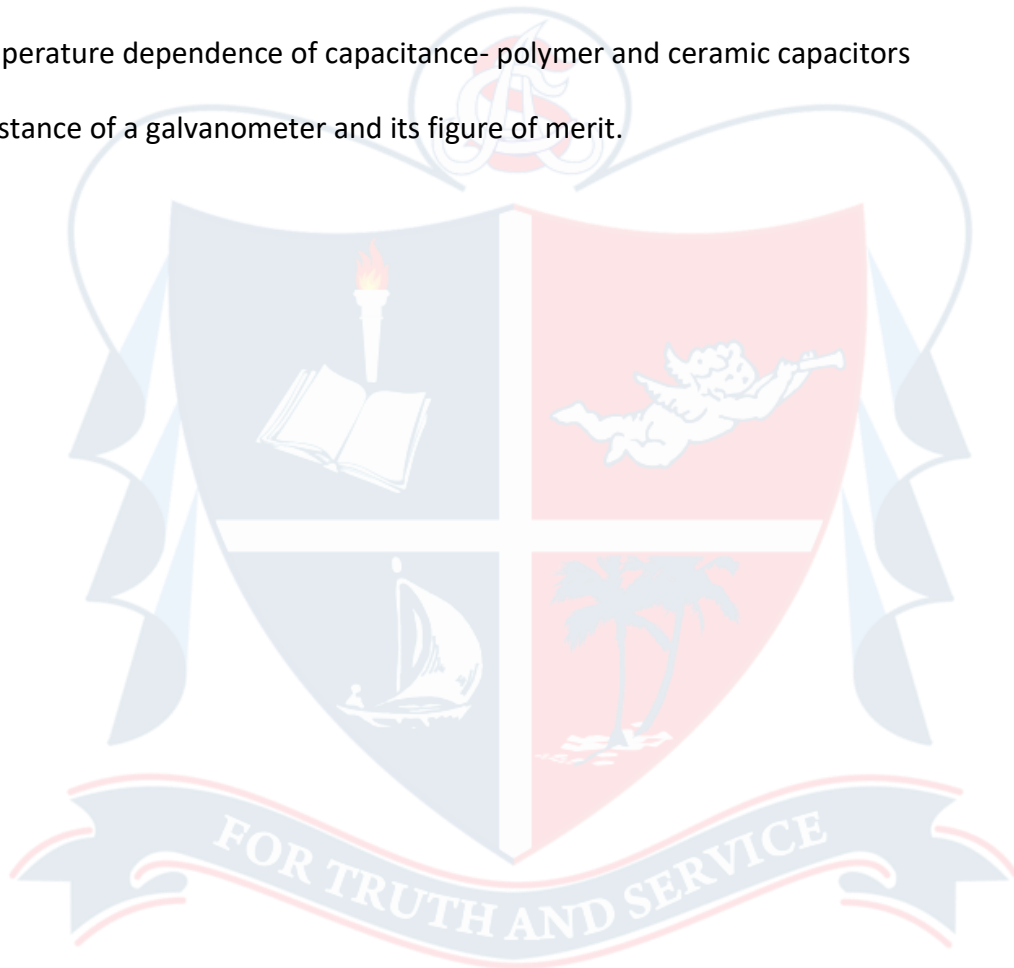 perature dependence of capacitance- polymer and ceramic capacitors
stance of a galvanometer and its figure of merit.
FOR TRUTH AND SERVICE